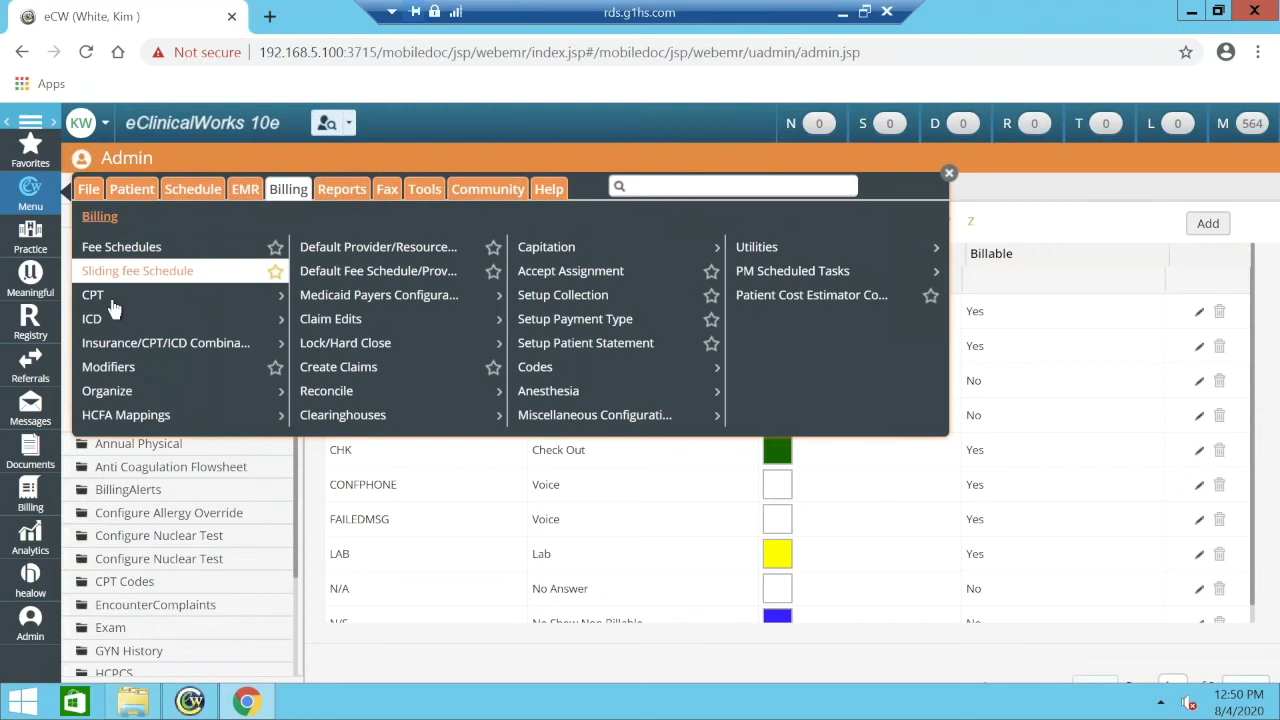 eCW (White, Kim )
rds.g1hs.com
Not secure
192.168.5.100:3715/mobiledoc/jsp/webemr/index.jsp#/mobiledoc/jsp/webemr/uadmin/admin.jsp
Apps
KW
eClinicalWorks 10e
N 0
S 0
D 0
R 0
T 0
L 0
M 564
Favorites
Menu
Practice
Meaningful
Registry
Referrals
Messages
Documents
Billing
Analytics
healow
Admin
Admin
File
Patient
Schedule
EMR
Billing
Reports
Fax
Tools
Community
Help
Billing
Fee Schedules
Sliding fee Schedule
CPT
ICD
Insurance/CPT/ICD Combina...
Modifiers
Organize
HCFA Mappings
Default Provider/Resource...
Default Fee Schedule/Prov...
Medicaid Payers Configura...
Claim Edits
Lock/Hard Close
Create Claims
Reconcile
Clearinghouses
Capitation
Accept Assignment
Setup Collection
Setup Payment Type
Setup Patient Statement
Codes
Anesthesia
Miscellaneous Configurati...
Utilities
PM Scheduled Tasks
Patient Cost Estimator Co...
Z
Add
Billable
Yes
Yes
No
No
Annual Physical
Anti Coagulation Flowsheet
BillingAlerts
Configure Allergy Override
Configure Nuclear Test
Configure Nuclear Test
CPT Codes
EncounterComplaints
Exam
GYN History
HCPCS
CHK Check Out Yes
CONFPHONE Voice Yes
FAILEDMSG Voice Yes
LAB Lab Yes
N/A No Answer No
N/S No Show Non Billable No
12:50 PM
8/4/2020